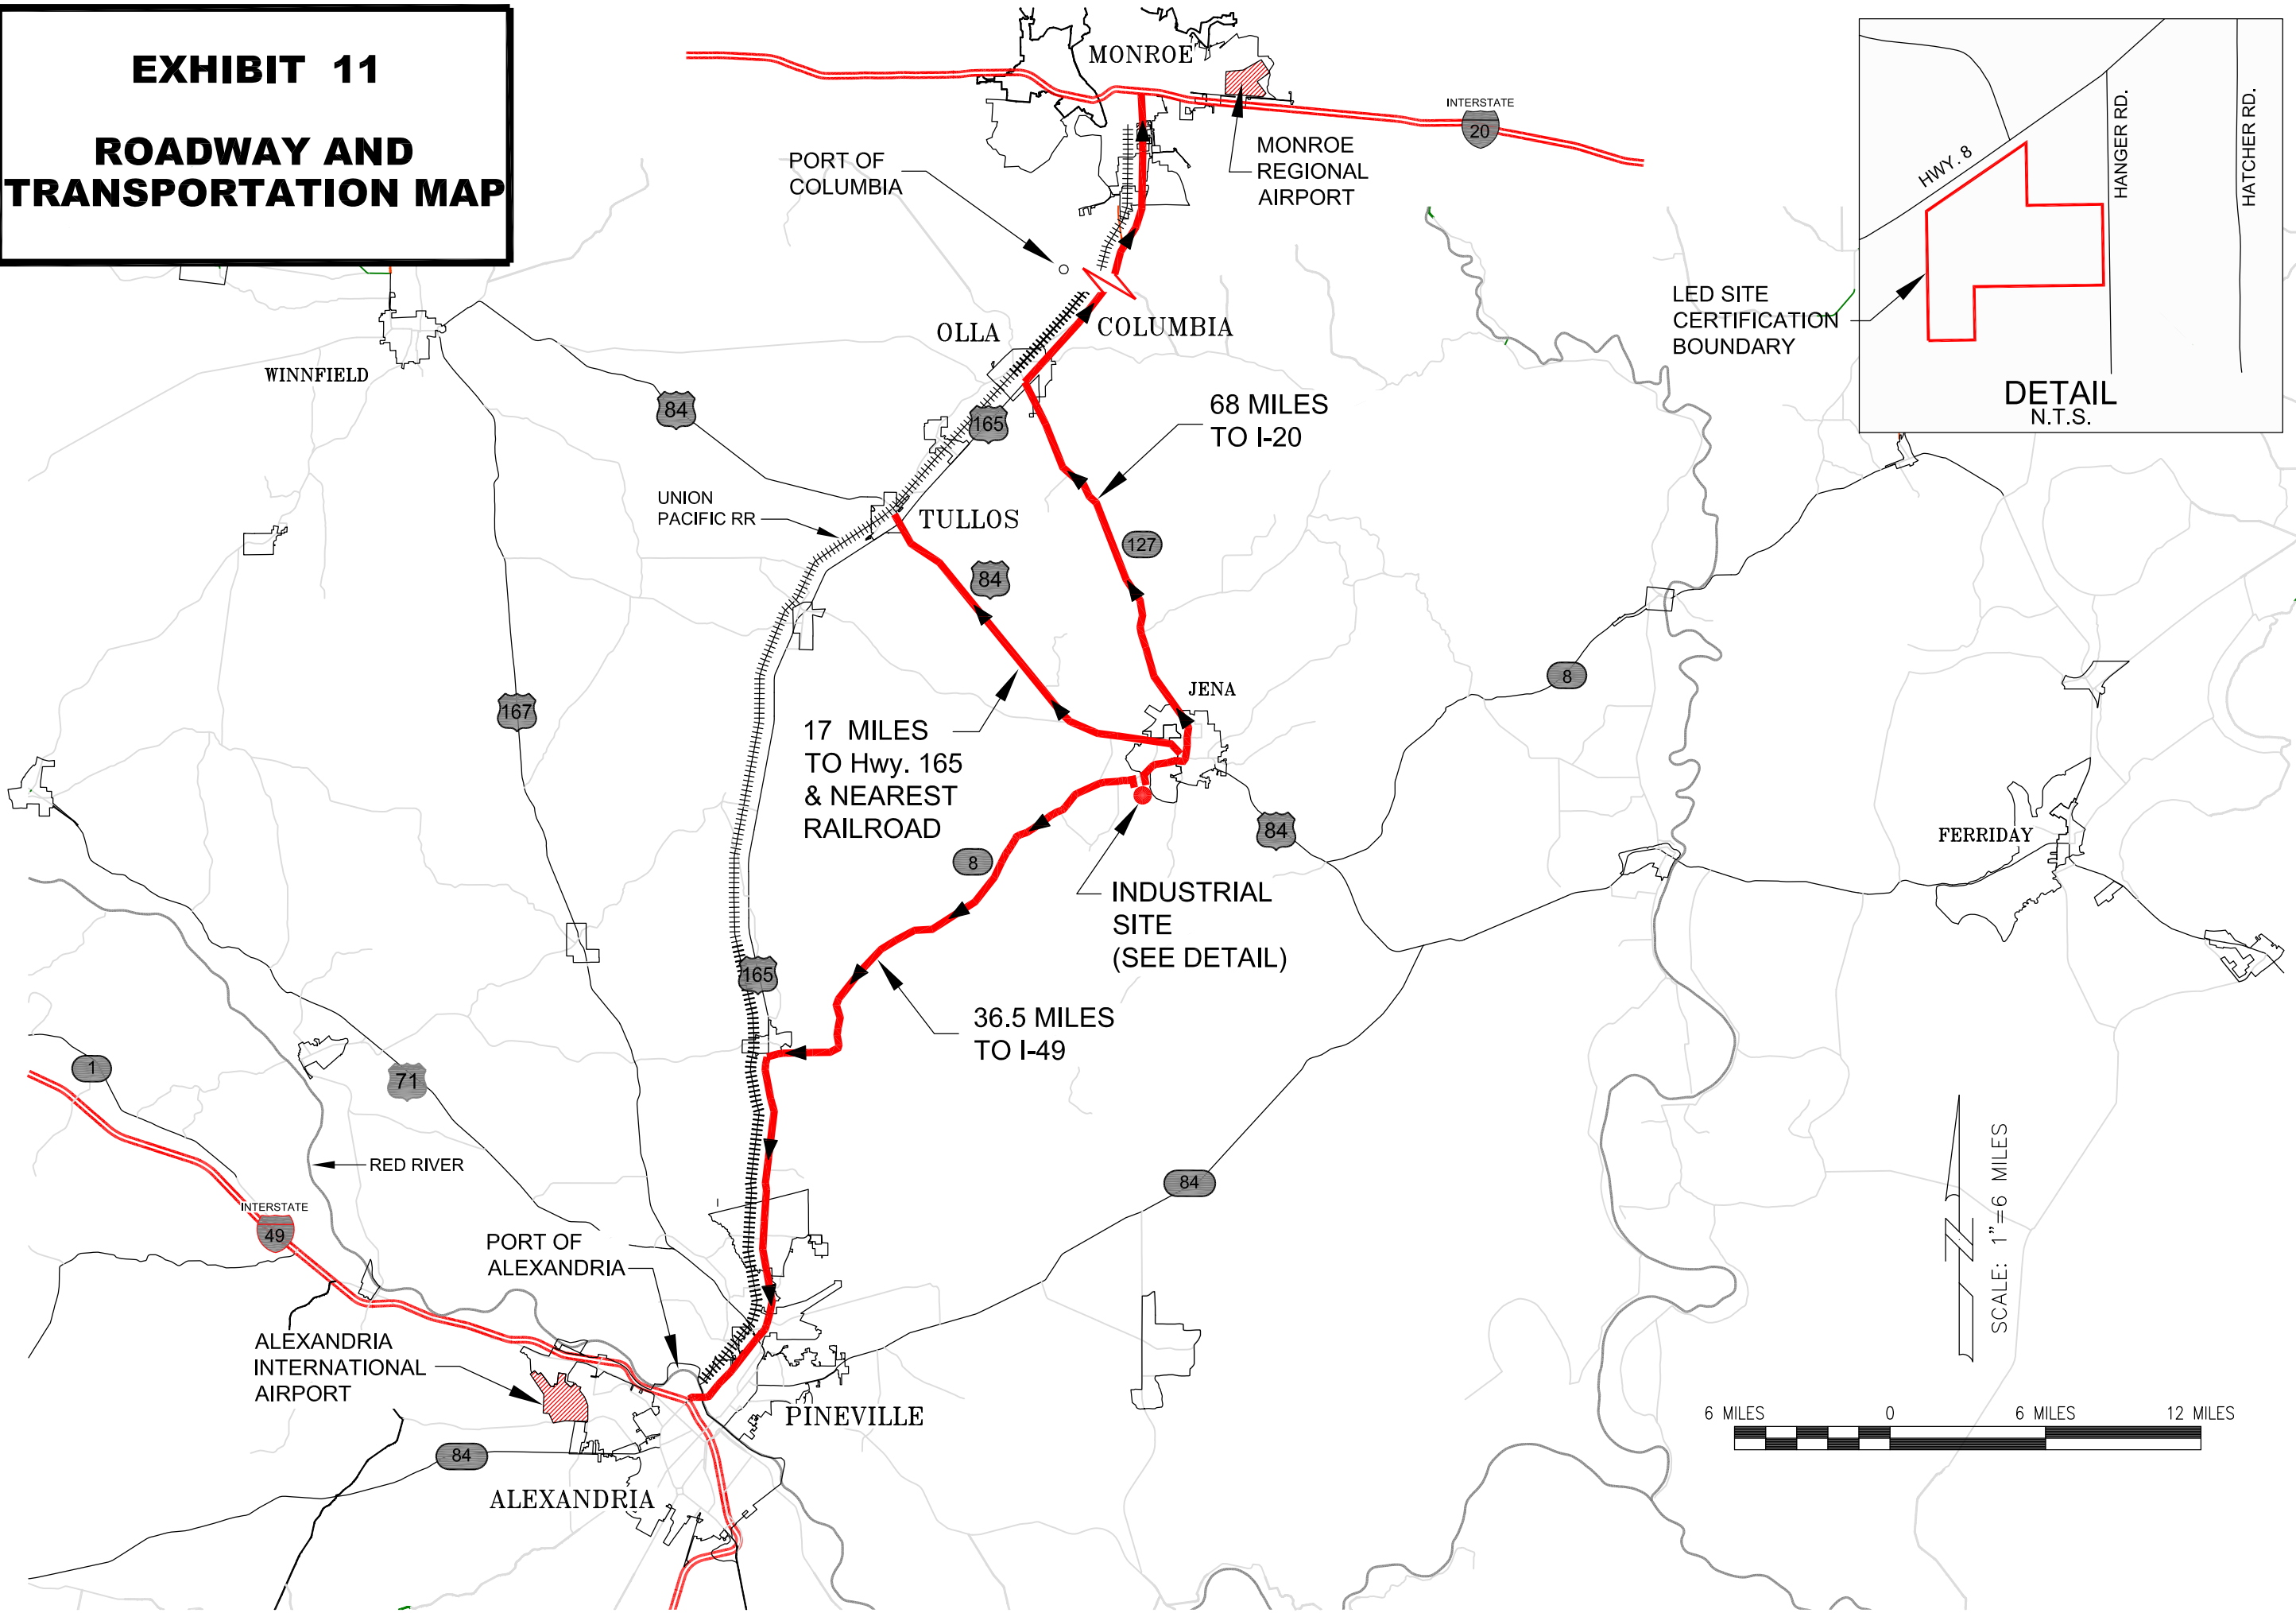 EXHIBIT 11
ROADWAY AND
TRANSPORTATION MAP
MONROE
INTERSTATE
20
MONROE
REGIONAL
AIRPORT
PORT OF
COLUMBIA
HWY. 8
HANGER RD.
HATCHER RD.
LED SITE
CERTIFICATION
BOUNDARY
DETAIL
N.T.S.
OLLA
COLUMBIA
WINNFIELD
84
165
68 MILES
TO I-20
UNION
PACIFIC RR
TULLOS
127
84
JENA
8
167
17 MILES
TO Hwy. 165
& NEAREST
RAILROAD
84
FERRIDAY
8
INDUSTRIAL
SITE
(SEE DETAIL)
165
36.5 MILES
TO I-49
1
71
RED RIVER
84
INTERSTATE
49
PORT OF
ALEXANDRIA
SCALE: 1"=6 MILES
N
ALEXANDRIA
INTERNATIONAL
AIRPORT
PINEVILLE
6 MILES
0
6 MILES
12 MILES
84
ALEXANDRIA